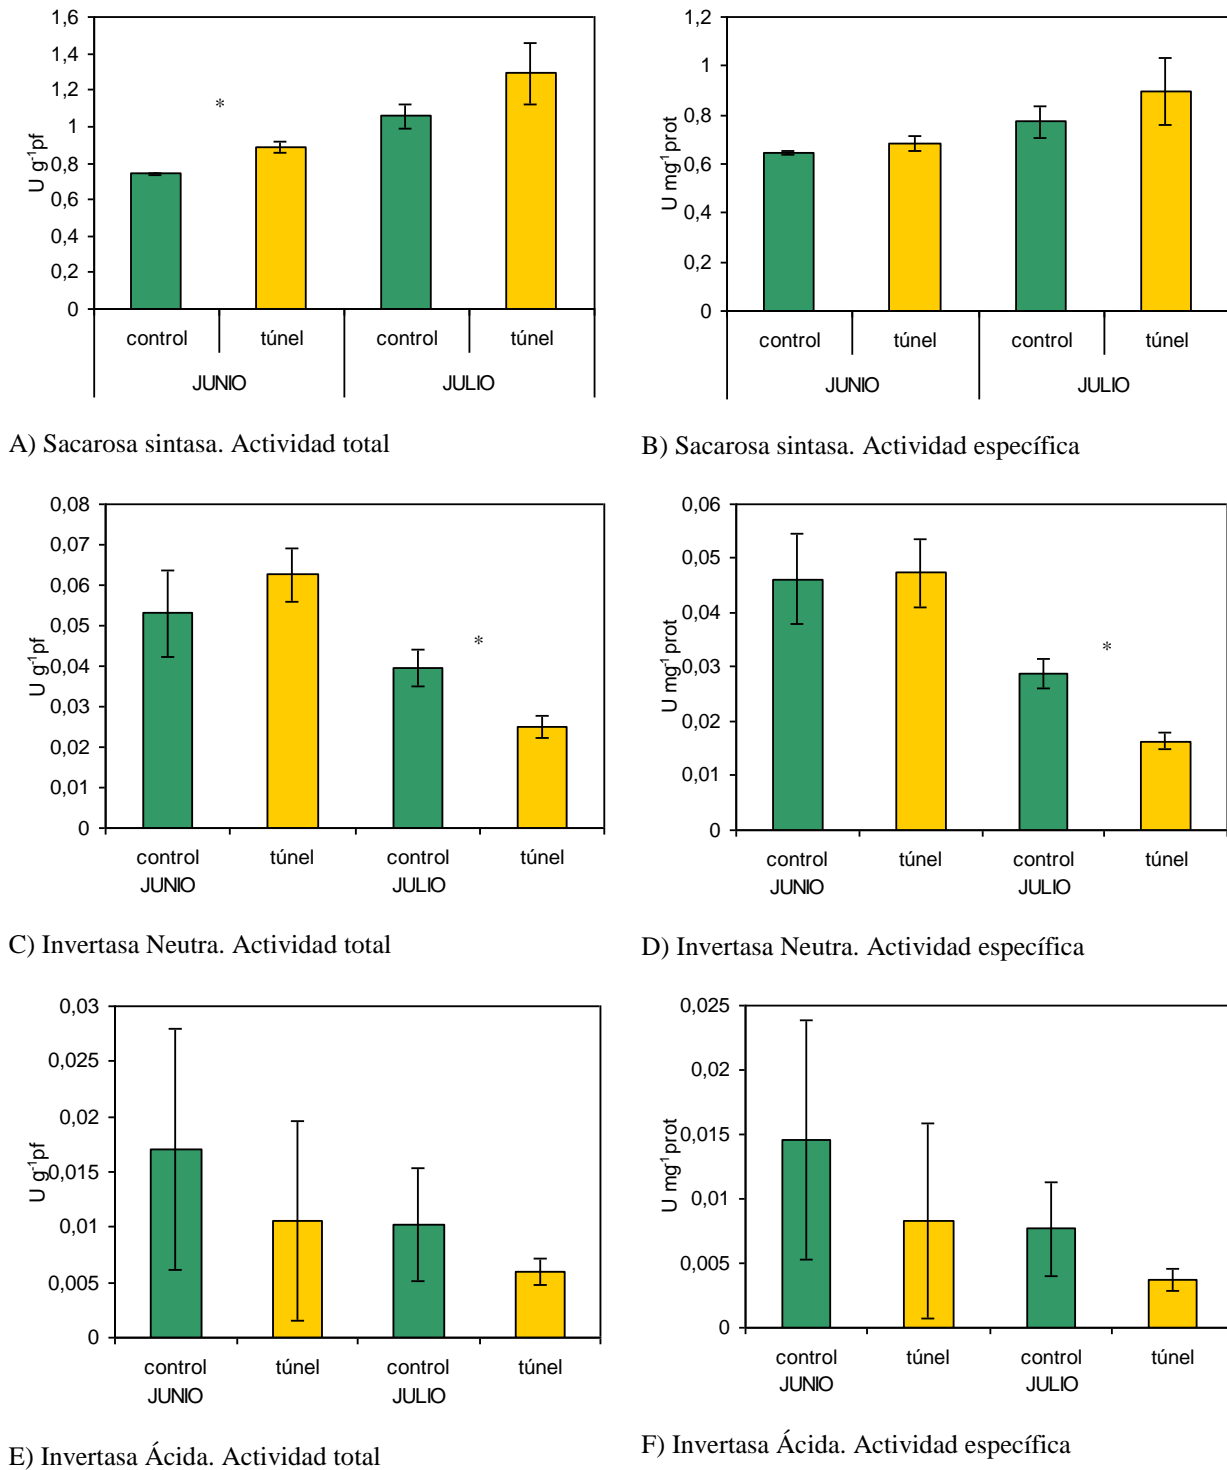 1,6
1,4
1,2
1
0,8
0,6
0,4
0,2
0
U g-1pf
*
control túnel control túnel
JUNIO JULIO
A) Sacarosa sintasa. Actividad total
1,2
1
0,8
0,6
0,4
0,2
0
U mg-1prot
control túnel control túnel
JUNIO JULIO
B) Sacarosa sintasa. Actividad específica
0,08
0,07
0,06
0,05
0,04
0,03
0,02
0,01
0
U g-1pf
*
control túnel control túnel
JUNIO JULIO
C) Invertasa Neutra. Actividad total
0,06
0,05
0,04
0,03
0,02
0,01
0
U mg-1prot
*
control túnel control túnel
JUNIO JULIO
D) Invertasa Neutra. Actividad específica
0,03
0,025
0,02
0,015
0,01
0,005
0
U g-1pf
control túnel control túnel
JUNIO JULIO
E) Invertasa Ácida. Actividad total
0,025
0,02
0,015
0,01
0,005
0
U mg-1prot
control túnel control túnel
JUNIO JULIO
F) Invertasa Ácida. Actividad específica